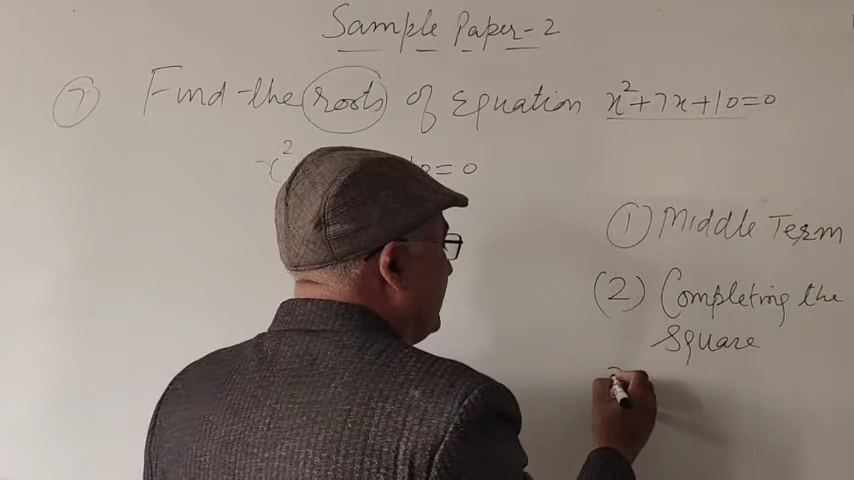 Sample Paper-2
(7) Find the roots of Equation x²+7x+10=0
x² 0=0
(1) Middle Term
(2) Completing the
Square